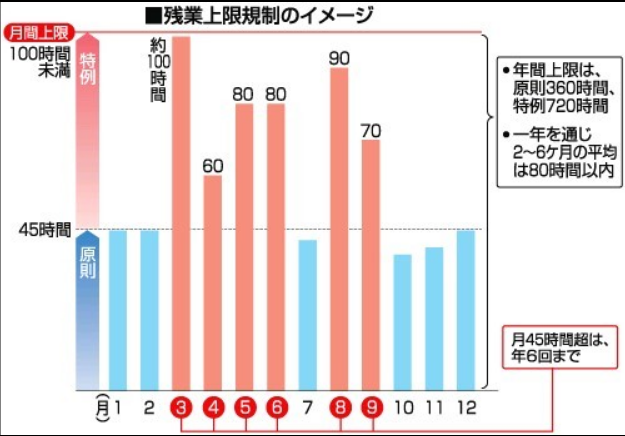 ■残業上限規制のイメージ
月間上限
100時間
未満
特例
約100時間
60
80
80
90
70
45時間
原則
(月)
1
2
3
4
5
6
7
8
9
10
11
12
•年間上限は、
原則360時間、
特例720時間
•一年を通じ
2〜6ケ月の平均
は80時間以内
月45時間超は、
年6回まで